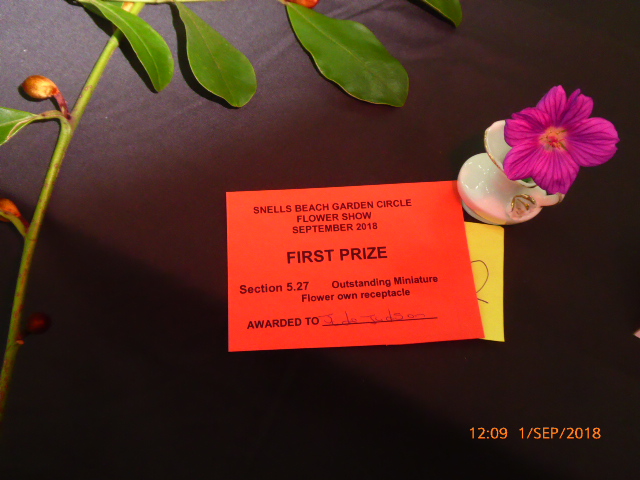 SNELLS BEACH GARDEN CIRCLE
FLOWER SHOW
SEPTEMBER 2018
FIRST PRIZE
Section 5.27 Outstanding Miniature
Flower own receptacle
AWARDED TO
12:09 1/SEP/2018